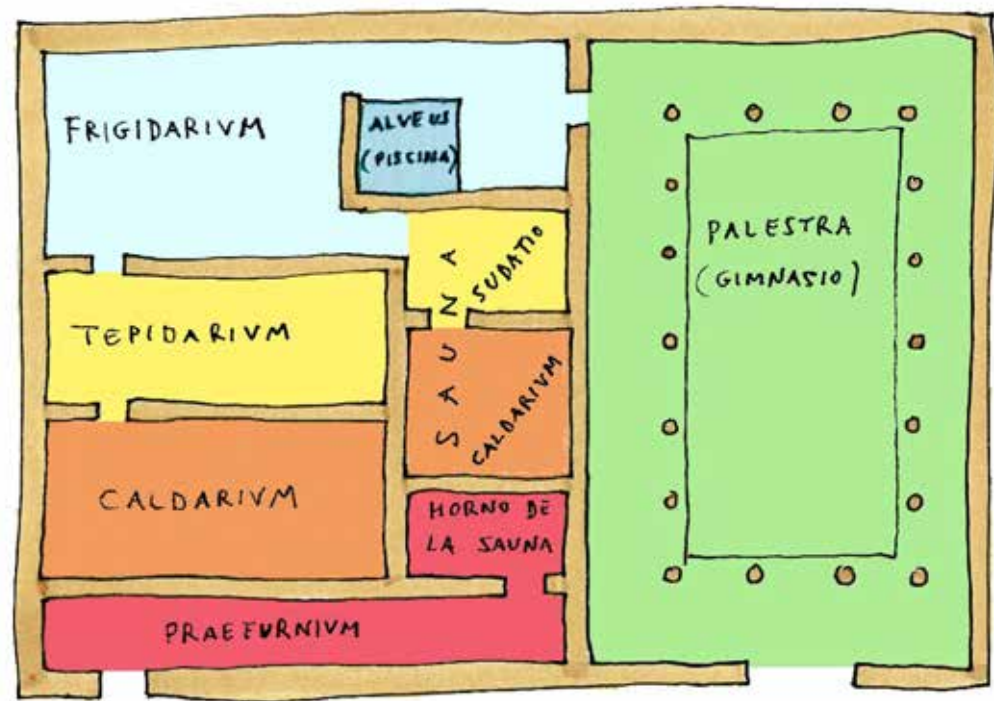 FRIGIDARIVM
ALVEUS
(PISCINA)
PALESTRA
(GIMNASIO)
SAUNA
SUDATIO
TEPIDARIVM
CALDARIVM
CALDARIVM
HORNO DE
LA SAUNA
PRAEFURNIVM